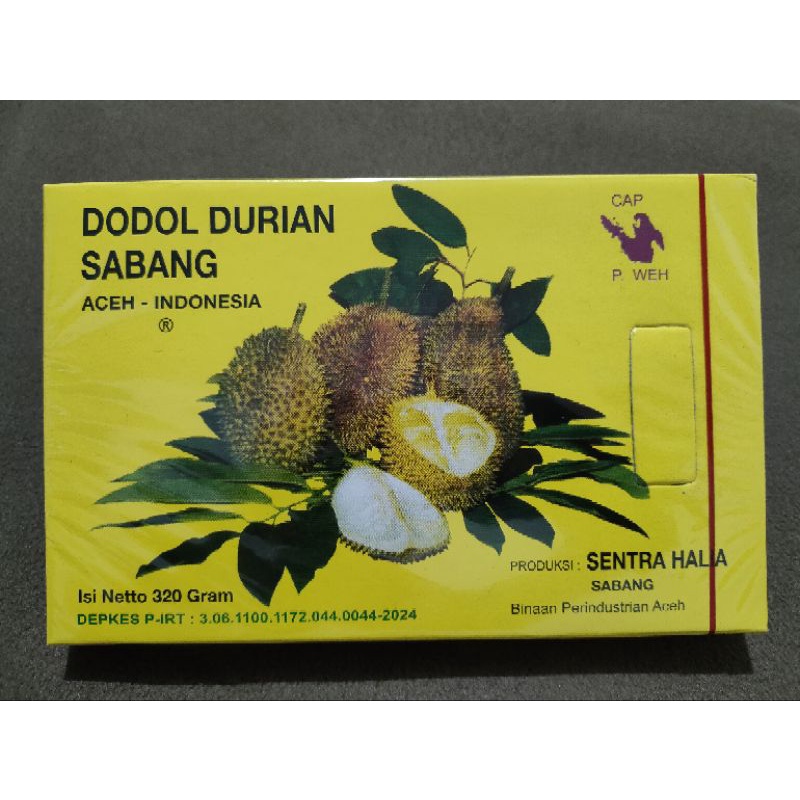 DODOL DURIAN
SABANG
ACEH - INDONESIA
®
CAP
P. WEH
PRODUKSI : SENTRA HALIA
SABANG
Binaan Perindustrian Aceh
Isi Netto 320 Gram
DEPKES P-IRT : 3.06.1100.1172.044.0044-2024